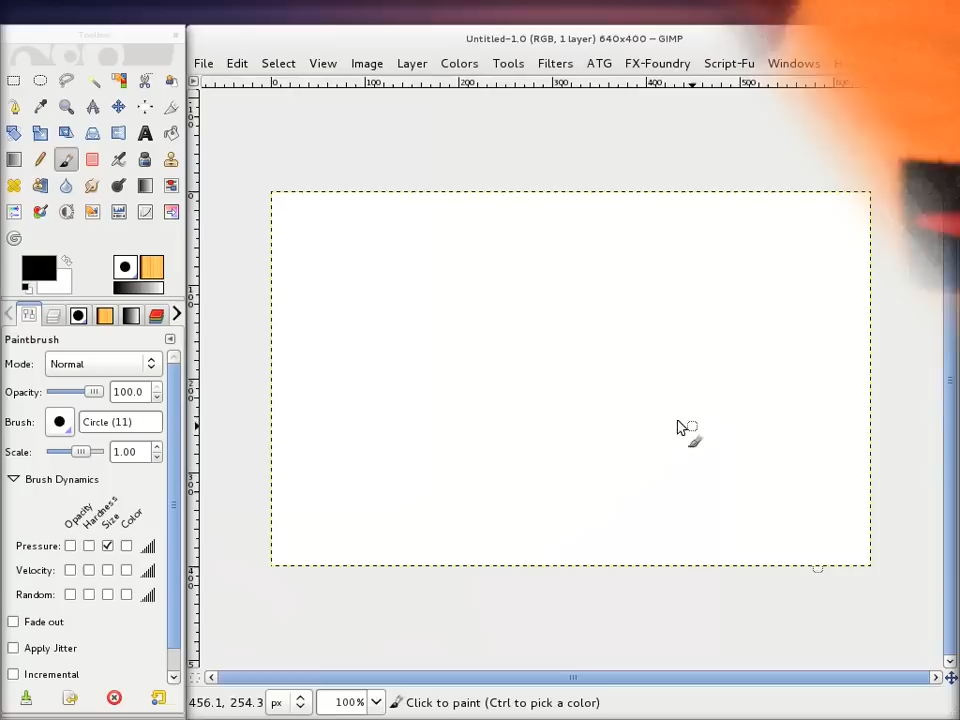 Toolbox
Untitled-1.0 (RGB, 1 layer) 640x400 – GIMP
File Edit Select View Image Layer Colors Tools Filters ATG FX-Foundry Script-Fu Windows
0 100 200 300 400 500
Paintbrush
Mode: Normal
Opacity: 100.0
Brush: Circle (11)
Scale: 1.00
Brush Dynamics
Opacity Hardness Size Color
Pressure:
Velocity:
Random:
Fade out
Apply Jitter
Incremental
456.1, 254.3 px 100% Click to paint (Ctrl to pick a color)